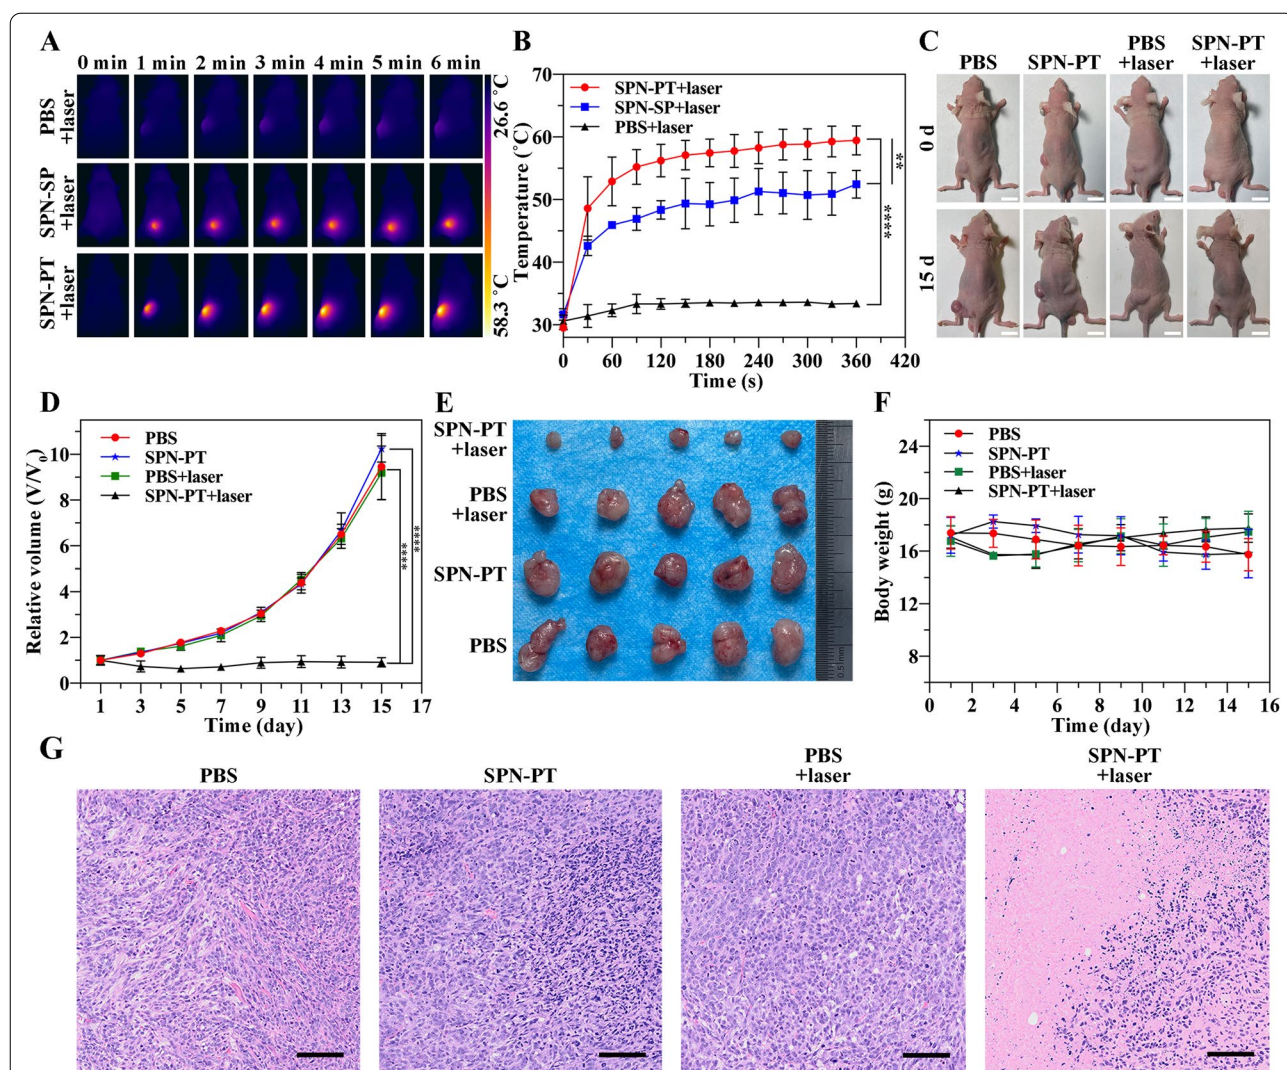 A
0 min 1 min 2 min 3 min 4 min 5 min 6 min
PBS
+laser
SPN-SP
+laser
SPN-PT
+laser
26.6 °C
58.3 °C
B
70
60
50
40
30
Temperature (°C)
SPN-PT+laser
SPN-SP+laser
PBS+laser
**
****
0 60 120 180 240 300 360 420
Time (s)
C
PBS
SPN-PT
PBS
+laser
SPN-PT
+laser
0 d
15 d
D
Relative volume (V/V0)
10
8
6
4
2
0
PBS
SPN-PT
PBS+laser
SPN-PT+laser
****
****
1 3 5 7 9 11 13 15 17
Time (day)
E
SPN-PT
+laser
PBS
+laser
SPN-PT
PBS
0.5mm
F
Body weight (g)
24
20
16
12
8
PBS
SPN-PT
PBS+laser
SPN-PT+laser
0 2 4 6 8 10 12 14 16
Time (day)
G
PBS
SPN-PT
PBS
+laser
SPN-PT
+laser